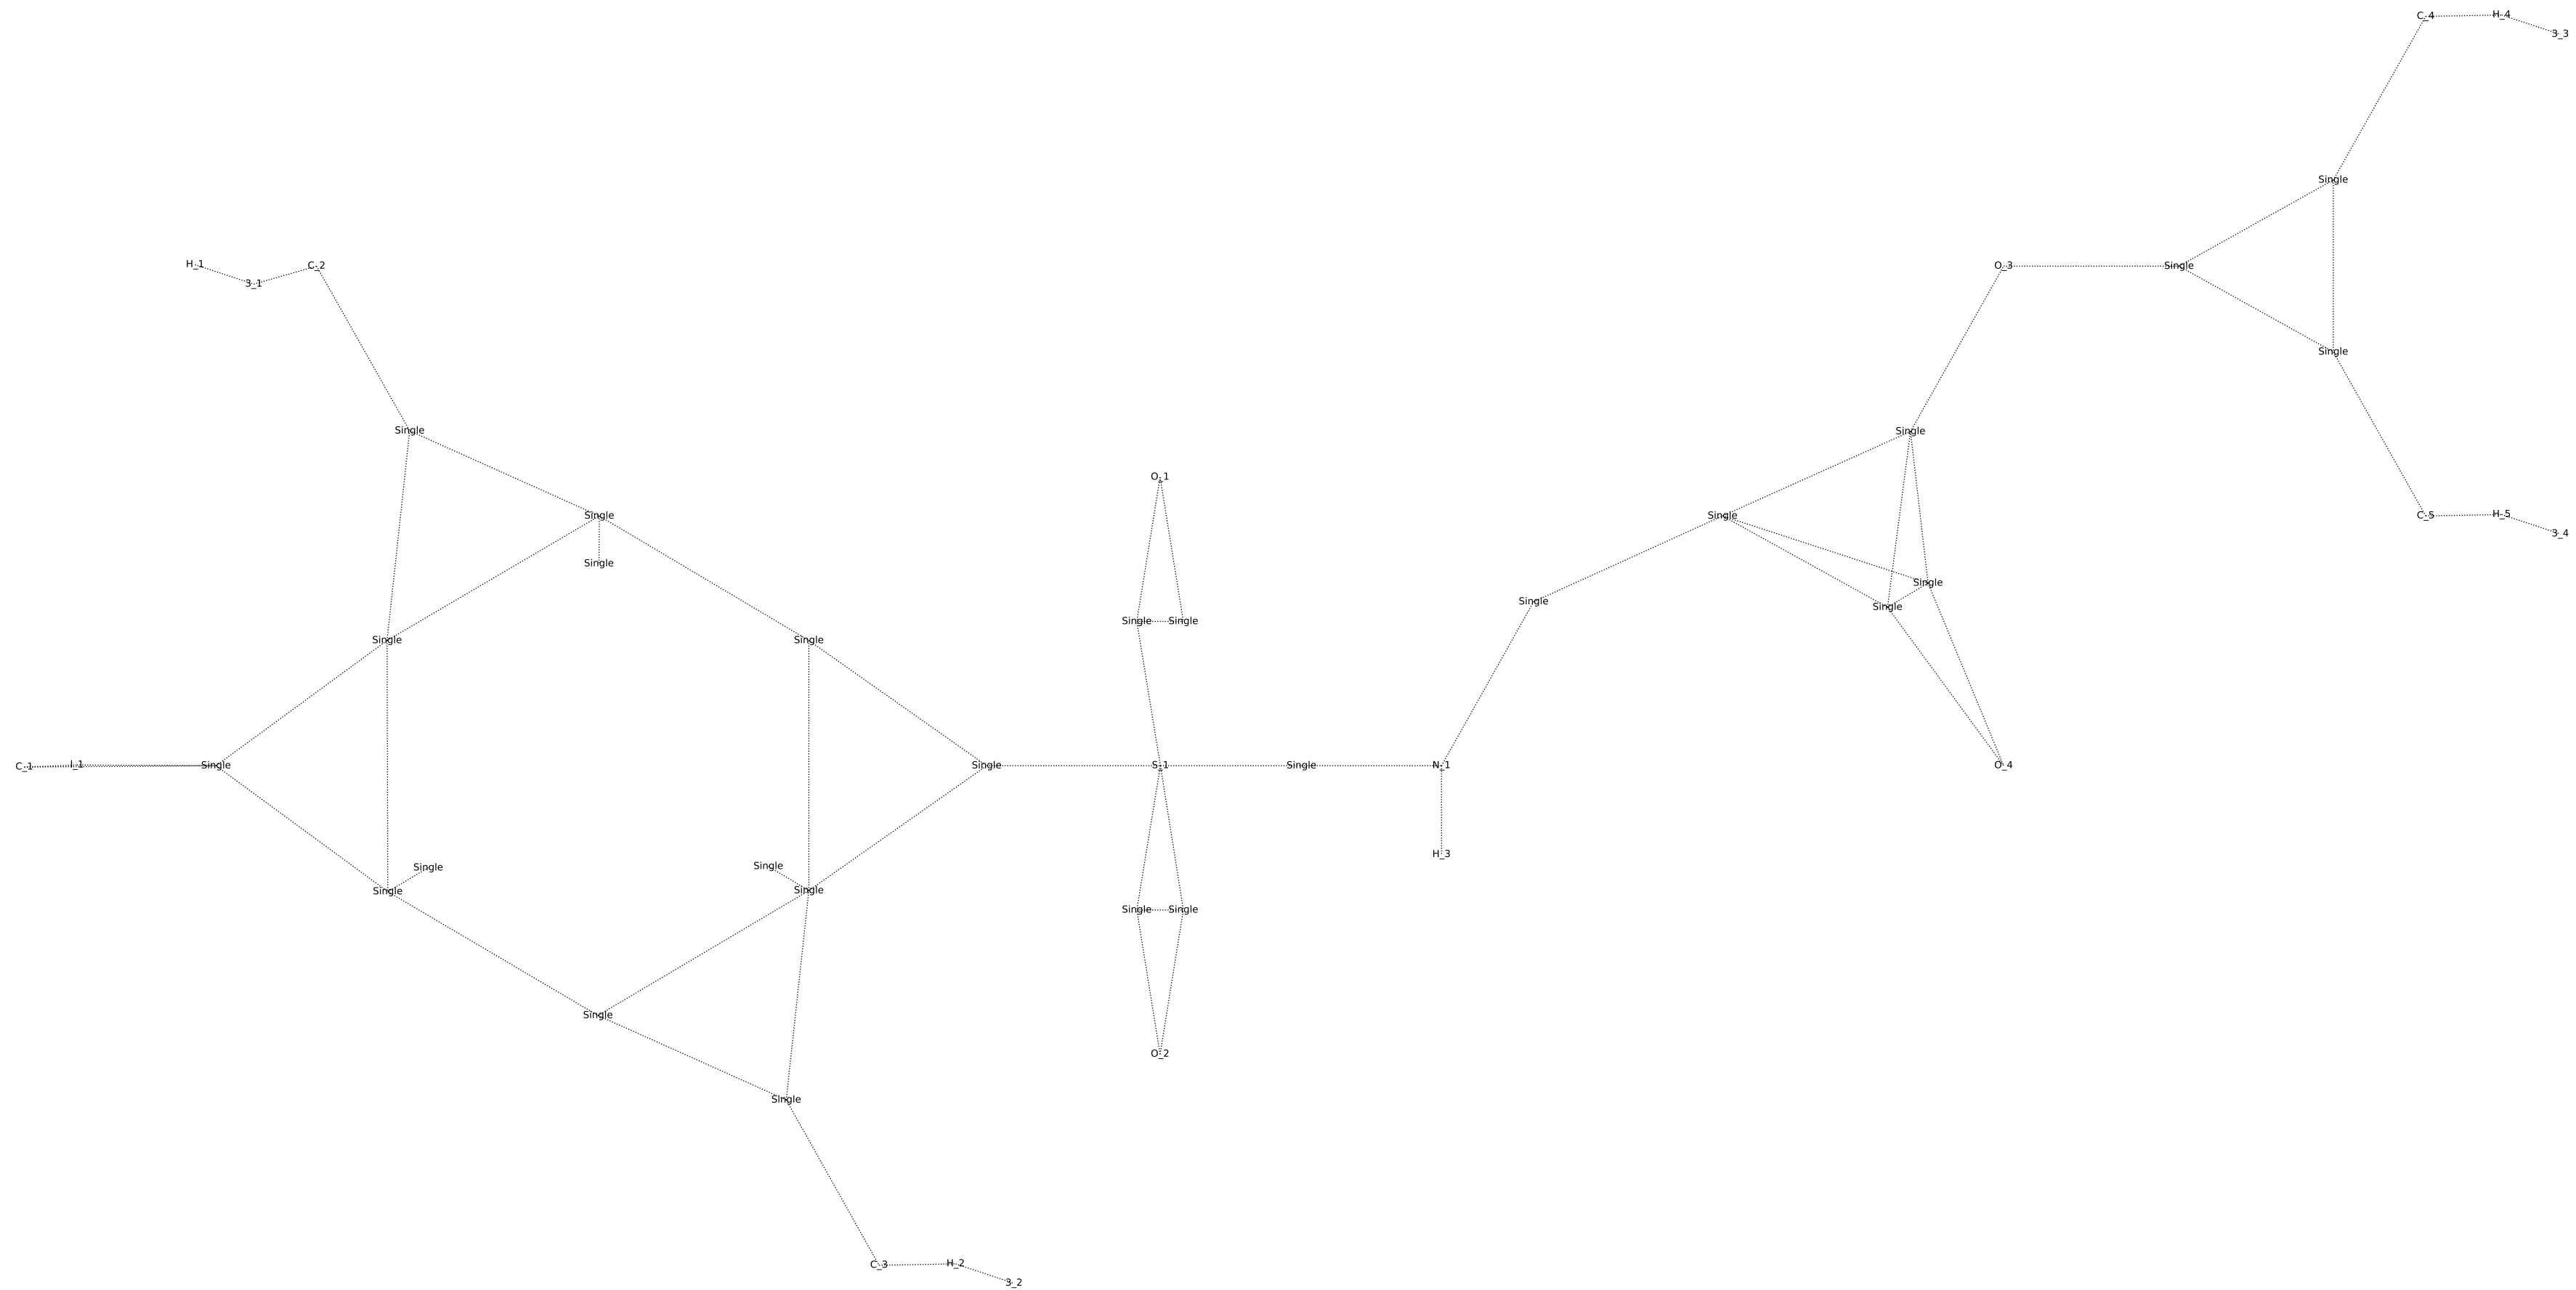 C_4 H_4
3_3
Single
H_1 C_2 O_3 Single
3_1
Single
Single Single
O_1
Single Single C_5 H_5
3_4
Single
Single
Single
Single
Single Single
Single Single
C_1 I_1 Single Single S_1 Single N_1 O_4
H_3
Single Single
Single Single
Single Single
Single
O_2
Single
C_3 H_2
3_2